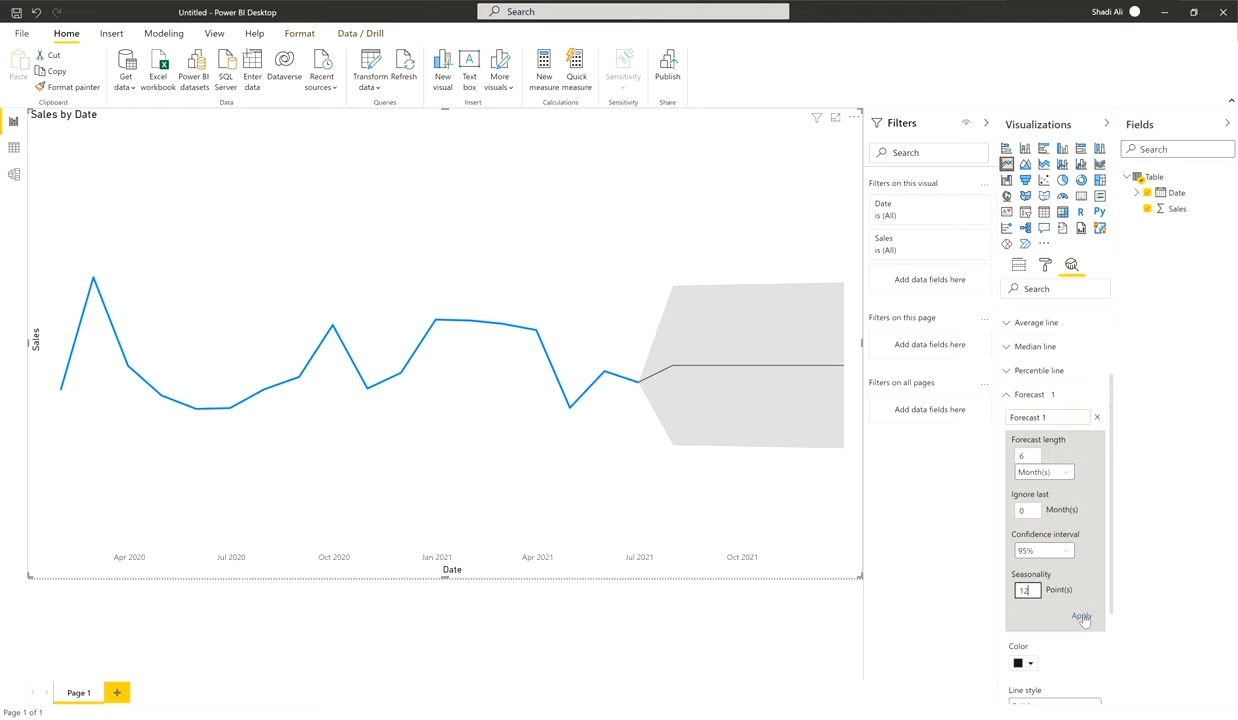 Untitled - Power BI Desktop
Search
Shadi Ali
File Home Insert Modeling View Help Format Data / Drill
Paste
Cut
Copy
Format painter
Clipboard
Get data
Excel workbook
Power BI datasets
SQL Server
Enter data
Dataverse
Recent sources
Data
Transform data
Refresh
Queries
New visual
Text box
More visuals
Insert
New measure
Quick measure
Calculations
Sensitivity
Sensitivity
Publish
Share
Sales by Date
Sales
Apr 2020 Jul 2020 Oct 2020 Jan 2021 Apr 2021 Jul 2021 Oct 2021
Date
Filters
Search
Filters on this visual
Date
is (All)
Sales
is (All)
Add data fields here
Filters on this page
Add data fields here
Filters on all pages
Add data fields here
Visualizations
R Py
Search
Average line
Median line
Percentile line
Forecast 1
Forecast 1
Forecast length
6
Month(s)
Ignore last
0 Month(s)
Confidence interval
95%
Seasonality
12 Point(s)
Apply
Color
Line style
Fields
Search
Table
Date
Sales
Page 1
Page 1 of 1